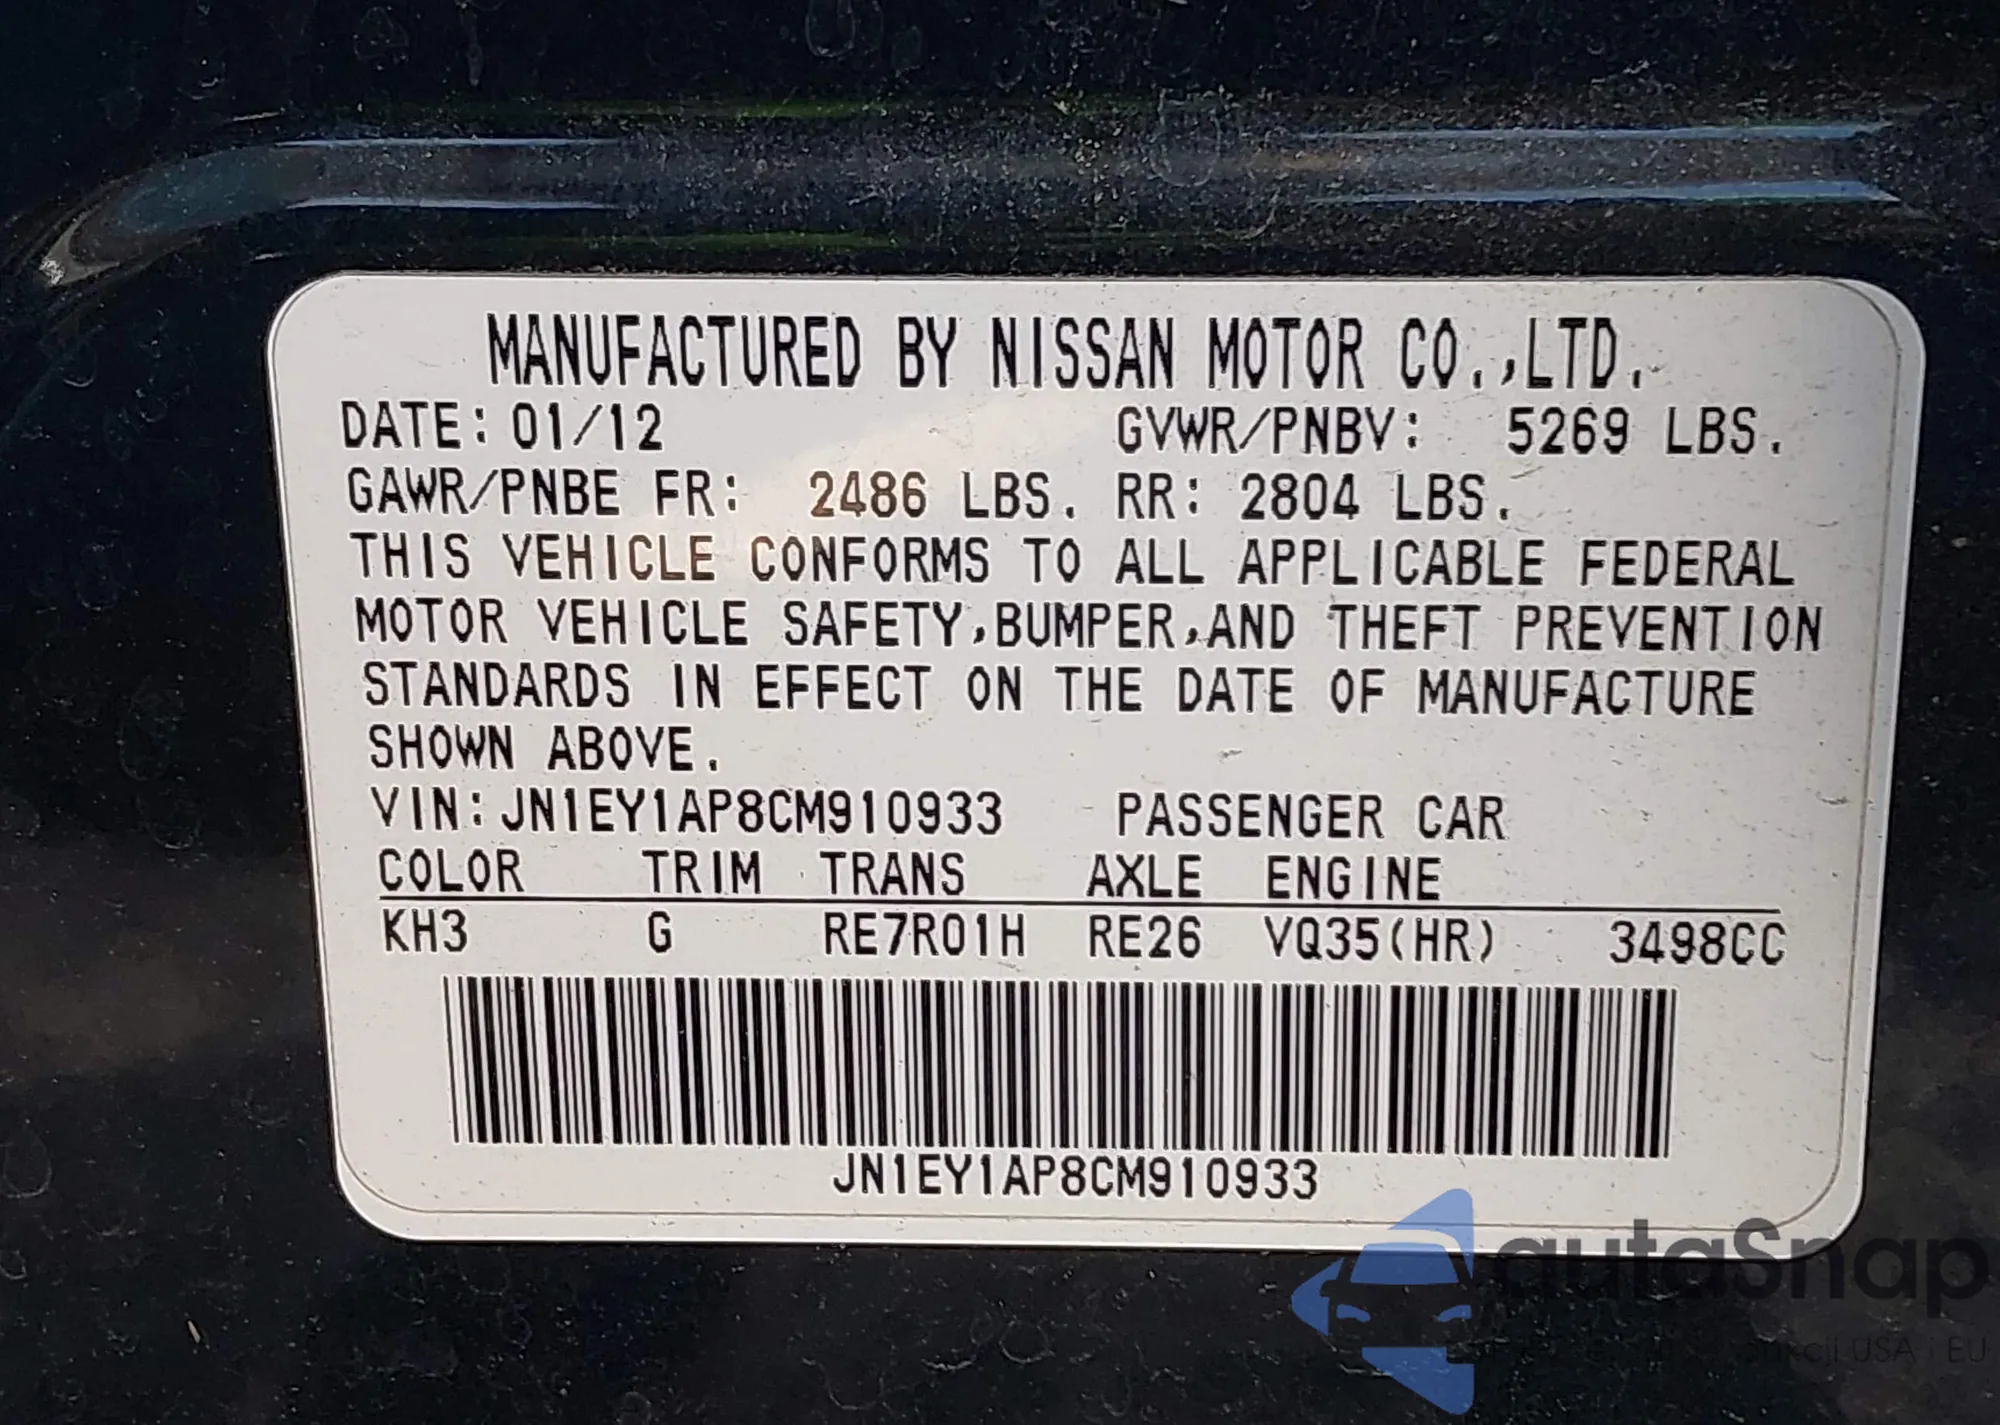 MANUFACTURED BY NISSAN MOTOR CO.,LTD.
DATE: 01/12 GVWR/PNBV: 5269 LBS.
GAWR/PNBE FR: 2486 LBS. RR: 2804 LBS.
THIS VEHICLE CONFORMS TO ALL APPLICABLE FEDERAL
MOTOR VEHICLE SAFETY,BUMPER,AND THEFT PREVENTION
STANDARDS IN EFFECT ON THE DATE OF MANUFACTURE
SHOWN ABOVE.
VIN:JN1EY1AP8CM910933 PASSENGER CAR
COLOR TRIM TRANS AXLE ENGINE
KH3 G RE7R01H RE26 VQ35(HR) 3498CC
JN1EY1AP8CM910933
autaSnap
USA i EU